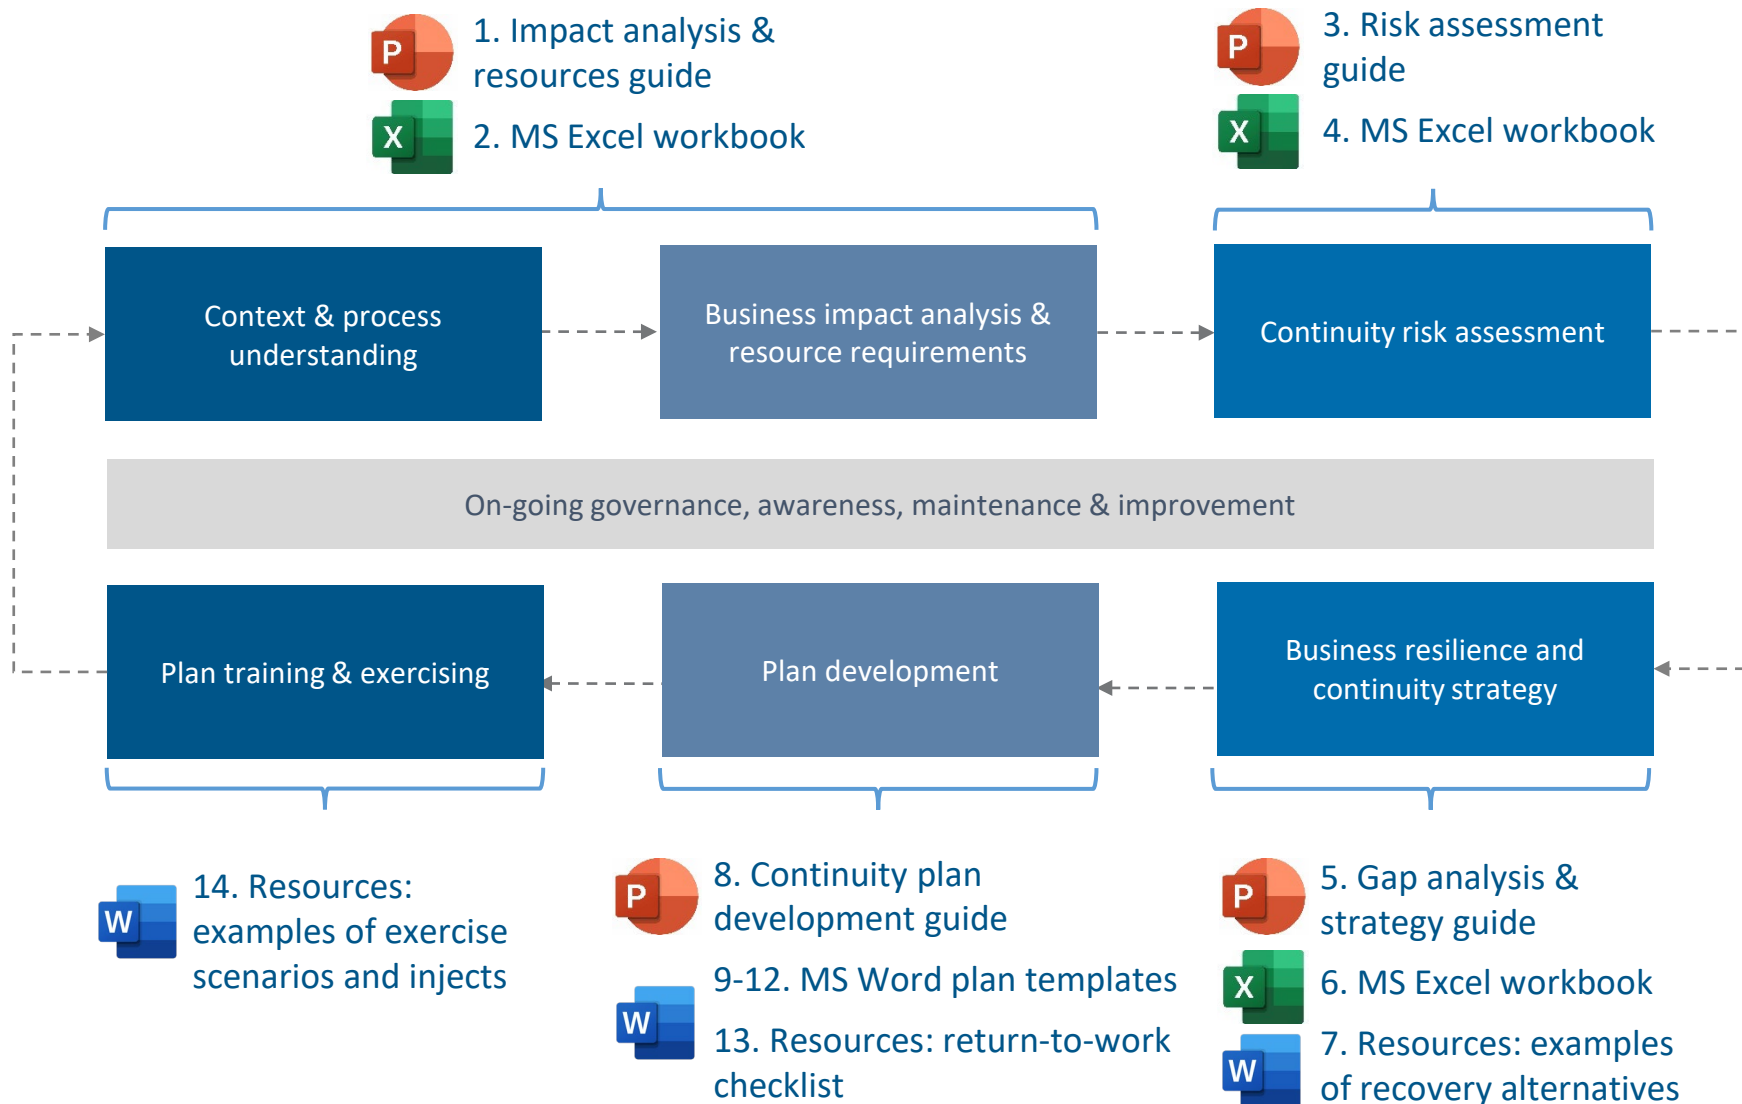 P
1. Impact analysis &
resources guide
X
2. MS Excel workbook
P
3. Risk assessment
guide
X
4. MS Excel workbook
Context & process
understanding
Business impact analysis &
resource requirements
Continuity risk assessment
On-going governance, awareness, maintenance & improvement
Plan training & exercising
Plan development
Business resilience and
continuity strategy
W
14. Resources:
examples of exercise
scenarios and injects
P
8. Continuity plan
development guide
W
9-12. MS Word plan templates
13. Resources: return-to-work
checklist
P
5. Gap analysis &
strategy guide
X
6. MS Excel workbook
W
7. Resources: examples
of recovery alternatives